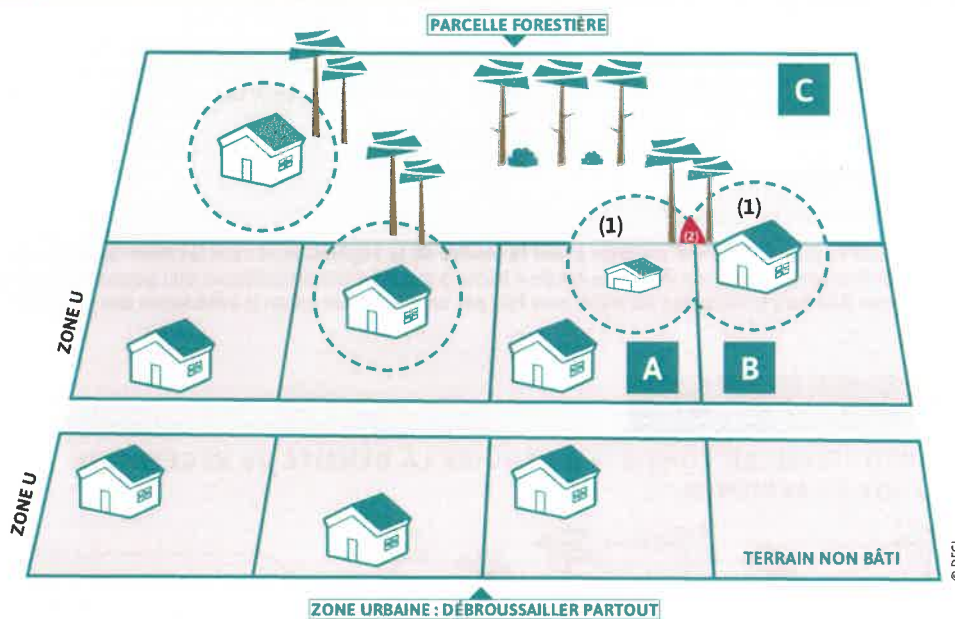 PARCELLE FORESTIÈRE
C
(1)
(1)
(2)
ZONE U
A
B
ZONE U
TERRAIN NON BÂTI
ZONE URBAINE : DÉBROUSSAILLER PARTOUT